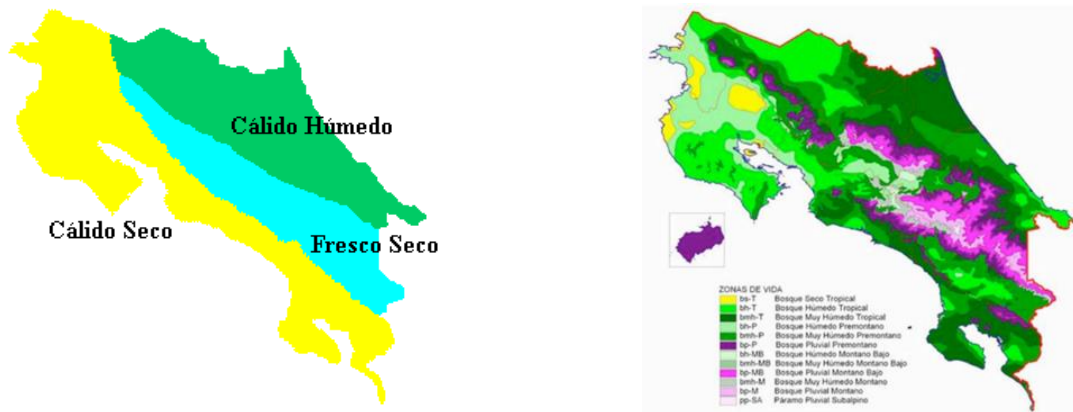 Cálido Húmedo
Cálido Seco
Fresco Seco
ZONAS DE VIDA
bs-T Bosque Seco Tropical
bh-T Bosque Húmedo Tropical
bmh-T Bosque Muy Húmedo Tropical
bh-P Bosque Húmedo Premontano
bmh-P Bosque Muy Húmedo Premontano
bp-P Bosque Pluvial Premontano
bh-MB Bosque Húmedo Montano Bajo
bmh-MB Bosque Muy Húmedo Montano Bajo
bp-MB Bosque Pluvial Montano Bajo
bmh-M Bosque Muy Húmedo Montano
bp-M Bosque Pluvial Montano
pp-SA Paramo Pluvial Subalpino